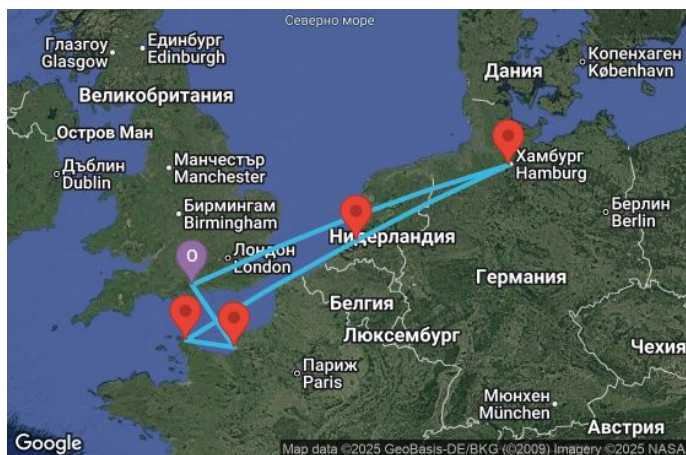 Северно море
Глазгоу
Glasgow
Единбург
Edinburgh
Копенхаген
København
Дания
Великобритания
Остров Ман
Хамбург
Hamburg
Дъблин
Dublin
Манчестър
Manchester
Бирмингам
Birmingham
Берлин
Berlin
Нидерландия
О
Лондон
London
Германия
Белгия
Люксембург
Чехия
Париж
Paris
Мюнхен
München
Австрия
Google
Map data ©2025 GeoBasis-DE/BKG (©2009) Imagery ©2025 NASA